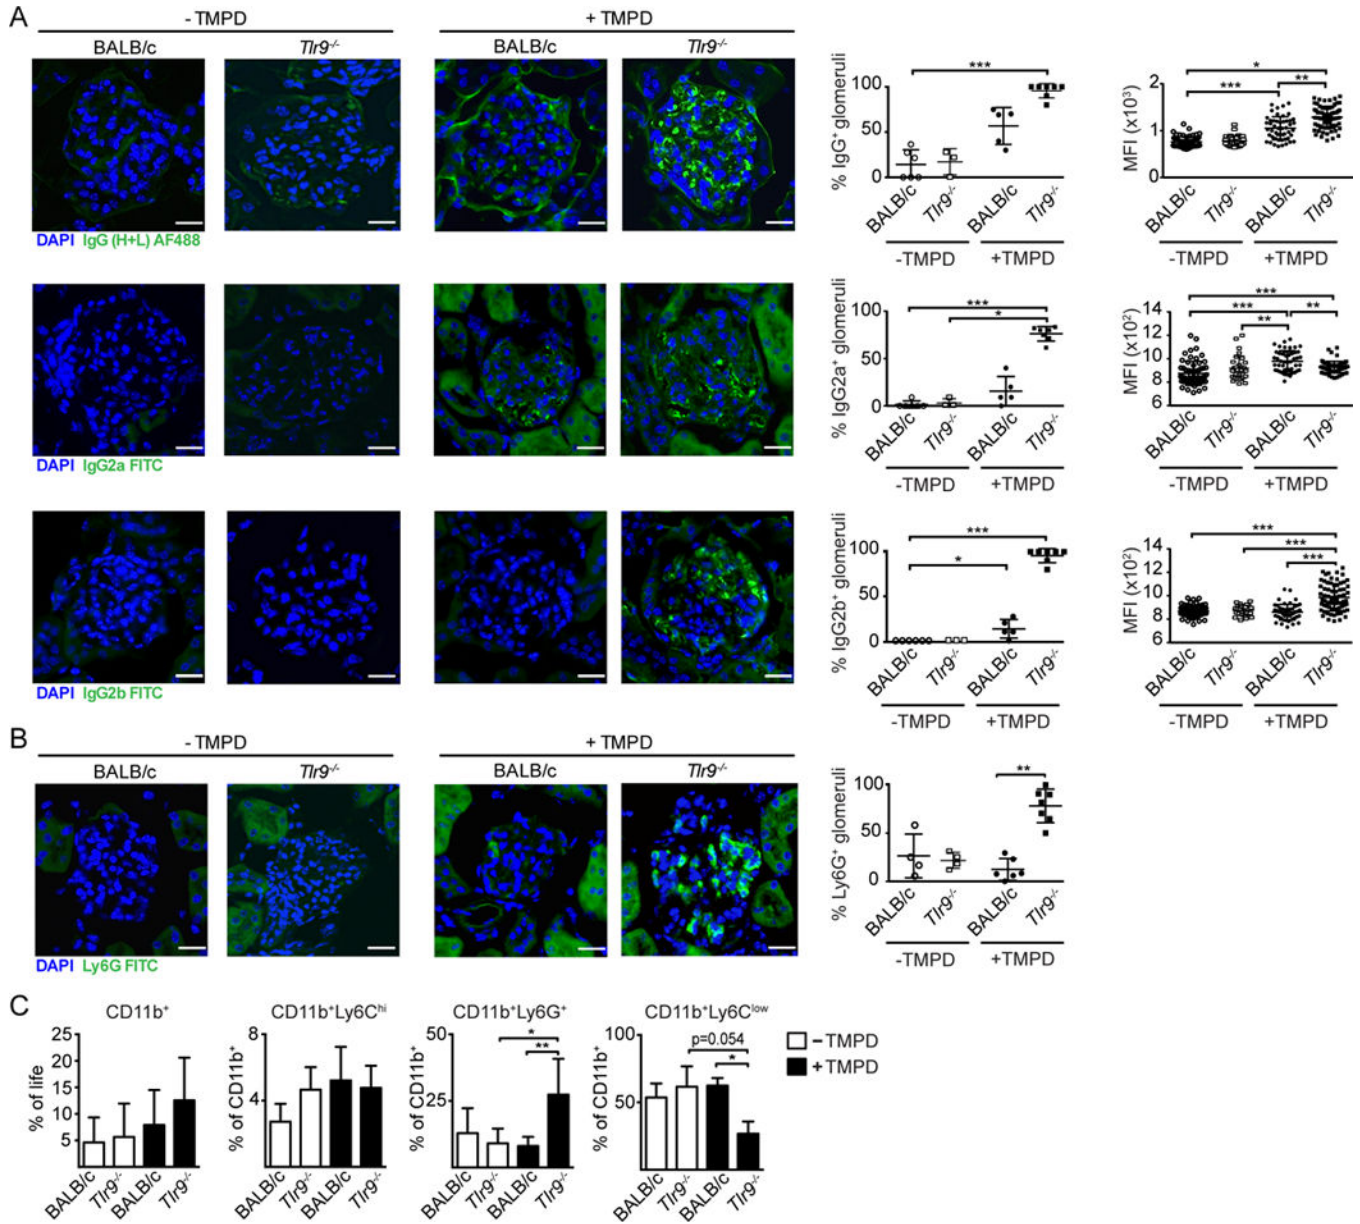 A
- TMPD
+ TMPD
BALB/c
Tlr9-/-
BALB/c
Tlr9-/-
DAPI IgG (H+L) AF488
% IgG+ glomeruli
100
50
0
***
BALB/c
Tlr9-/-
BALB/c
Tlr9-/-
-TMPD
+TMPD
MFI (x10³)
2
1
0
*
***
**
BALB/c
Tlr9-/-
BALB/c
Tlr9-/-
-TMPD
+TMPD
DAPI IgG2a FITC
% IgG2a+ glomeruli
100
50
0
***
*
BALB/c
Tlr9-/-
BALB/c
Tlr9-/-
-TMPD
+TMPD
MFI (x10²)
14
12
10
8
6
***
***
**
**
BALB/c
Tlr9-/-
BALB/c
Tlr9-/-
-TMPD
+TMPD
DAPI IgG2b FITC
% IgG2b+ glomeruli
100
50
0
***
*
BALB/c
Tlr9-/-
BALB/c
Tlr9-/-
-TMPD
+TMPD
MFI (x10²)
14
12
10
8
6
***
***
***
BALB/c
Tlr9-/-
BALB/c
Tlr9-/-
-TMPD
+TMPD
B
- TMPD
+ TMPD
BALB/c
Tlr9-/-
BALB/c
Tlr9-/-
DAPI Ly6G FITC
% Ly6G+ glomeruli
100
50
0
**
BALB/c
Tlr9-/-
BALB/c
Tlr9-/-
-TMPD
+TMPD
C
CD11b+
% of life
25
20
15
10
5
BALB/c
Tlr9-/-
BALB/c
Tlr9-/-
CD11b+Ly6Chi
% of CD11b+
8
4
BALB/c
Tlr9-/-
BALB/c
Tlr9-/-
CD11b+Ly6G+
% of CD11b+
50
25
*
**
BALB/c
Tlr9-/-
BALB/c
Tlr9-/-
CD11b+Ly6Clow
% of CD11b+
100
50
p=0.054
*
BALB/c
Tlr9-/-
BALB/c
Tlr9-/-
- TMPD
+ TMPD